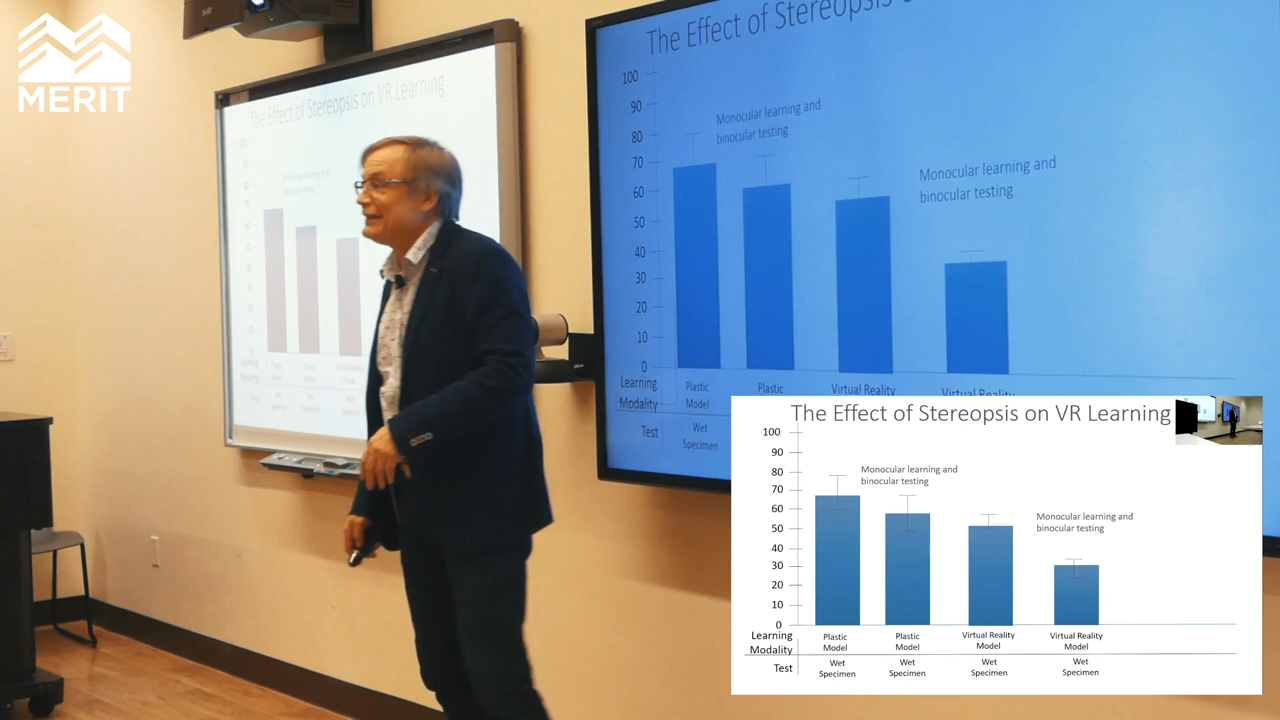 MERIT
The Effect of Stereopsis on VR Learning
The Effect of Stereopsis
100
90
80
70
60
50
40
30
20
10
0
Monocular learning and
binocular testing
Monocular learning and
binocular testing
Learning
Modality
Plastic
Model
Plastic
Virtual Reality
Virtual Reality
Test
Wet
Specimen
The Effect of Stereopsis on VR Learning
100
90
80
70
60
50
40
30
20
10
0
Monocular learning and
binocular testing
Monocular learning and
binocular testing
Learning
Modality
Plastic
Model
Plastic
Model
Virtual Reality
Model
Virtual Reality
Model
Test
Wet
Specimen
Wet
Specimen
Wet
Specimen
Wet
Specimen